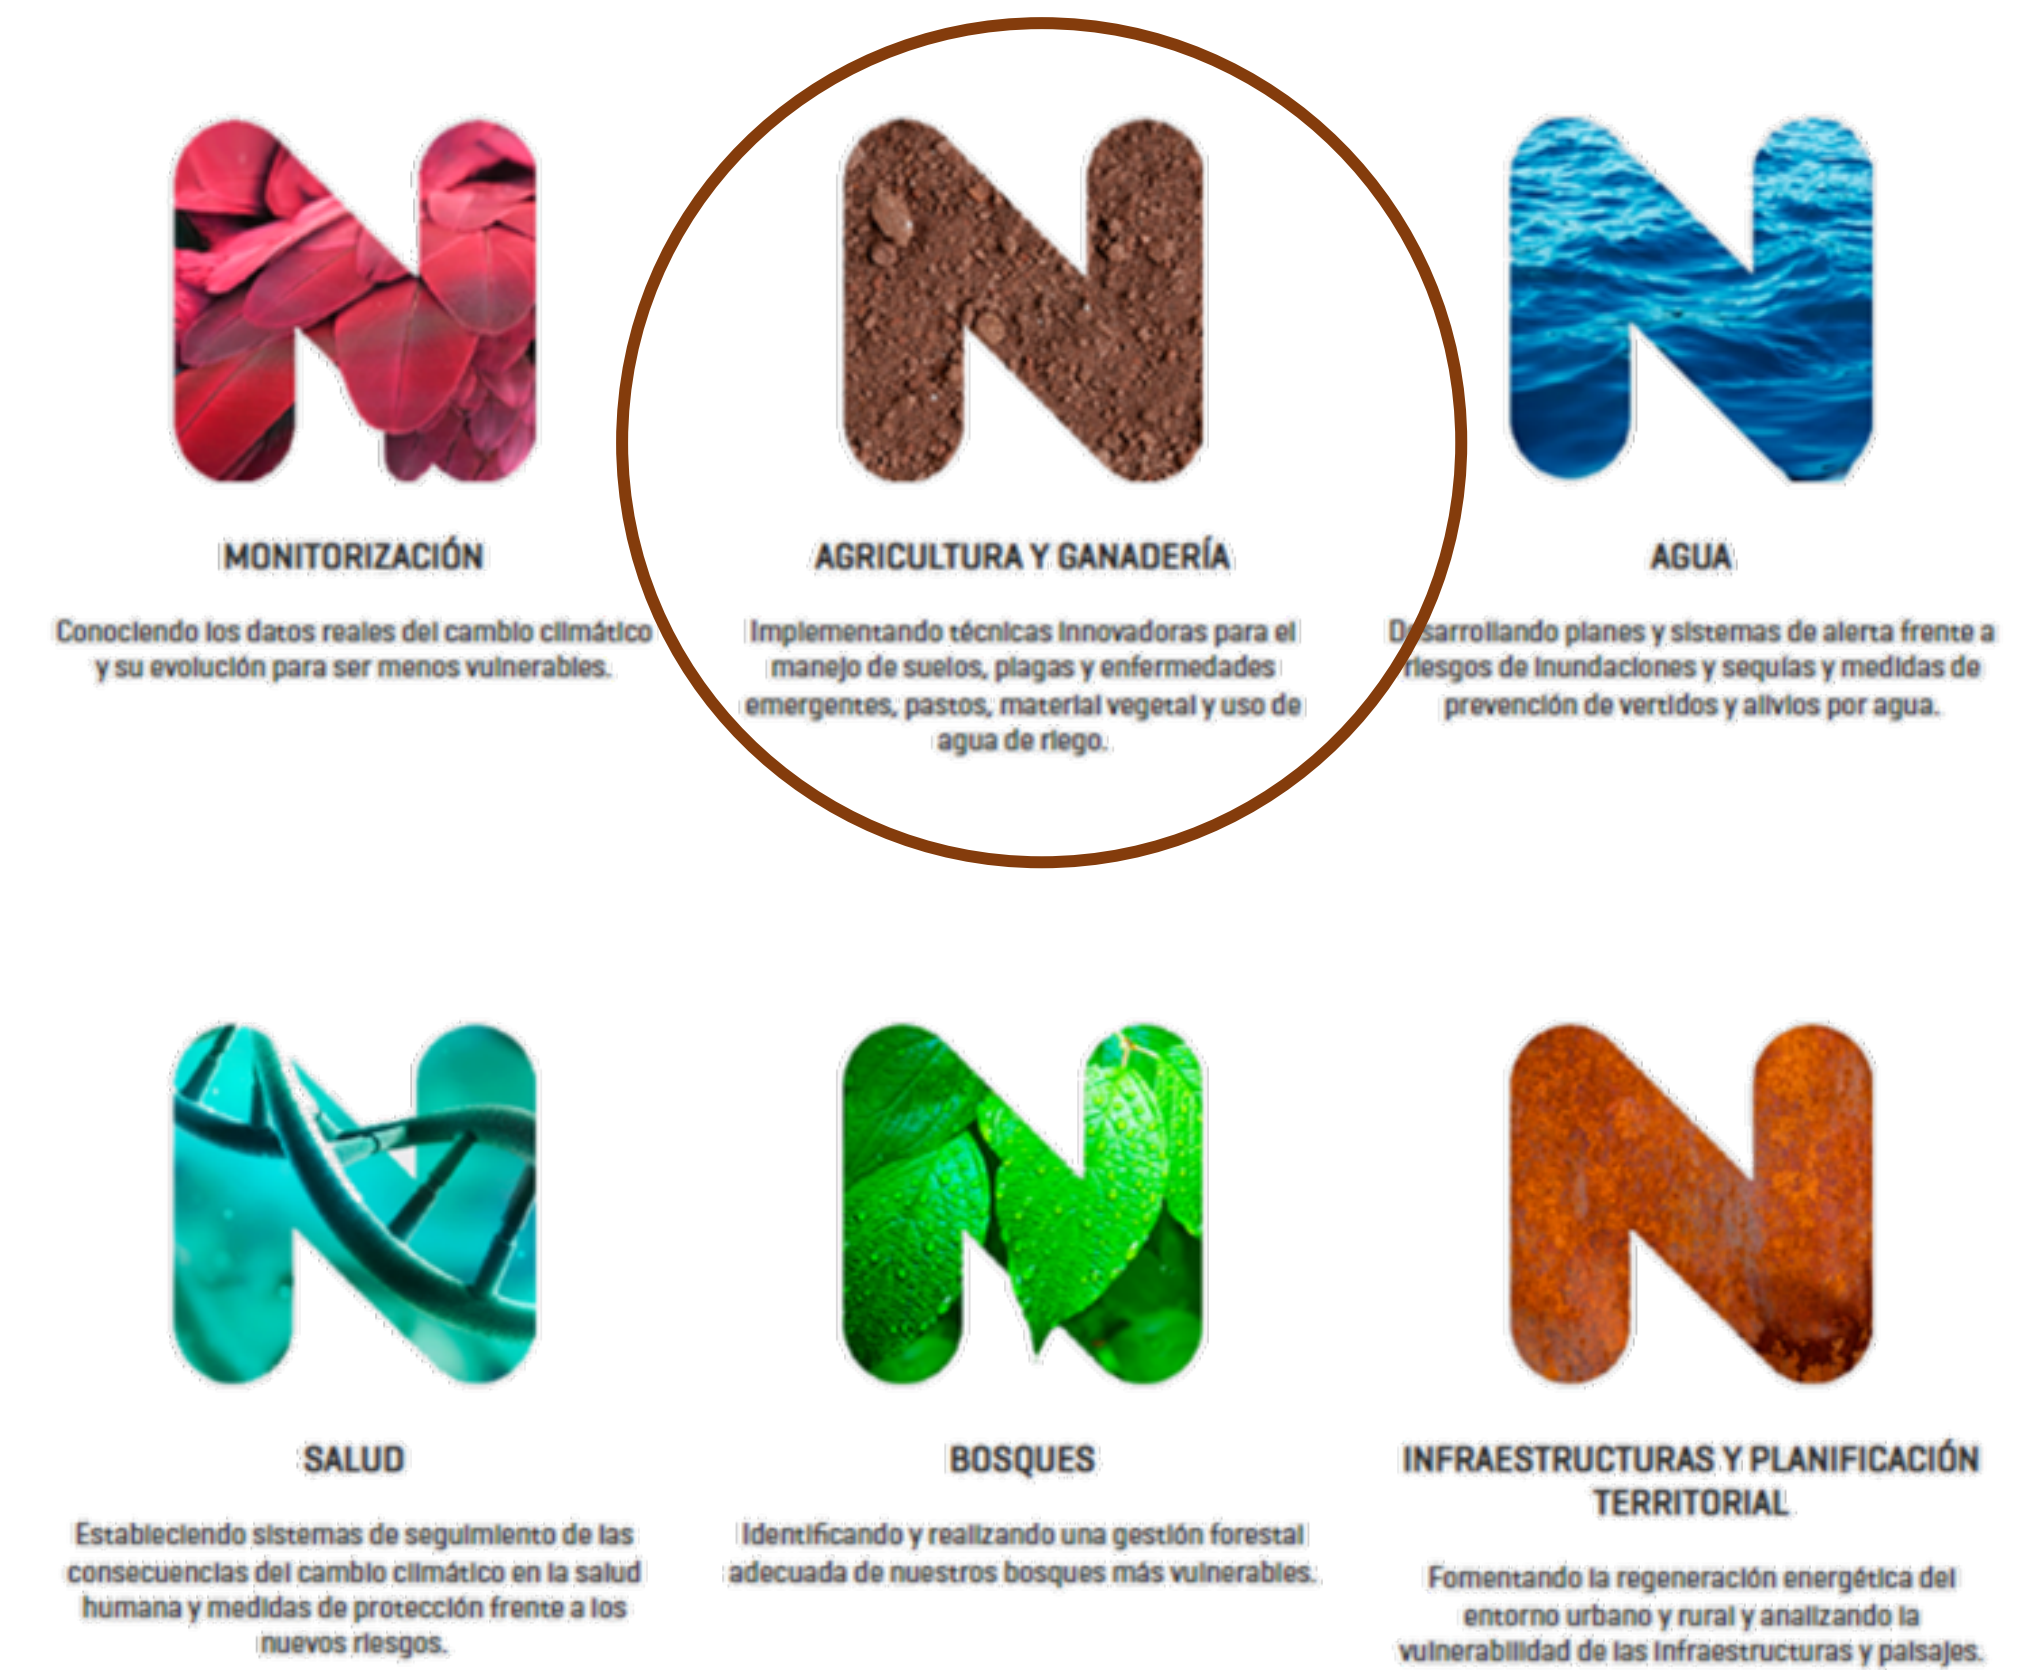 MONITORIZACIÓN
Conociendo los datos reales del cambio climático
y su evolución para ser menos vulnerables.
AGRICULTURA Y GANADERÍA
Implementando técnicas innovadoras para el
manejo de suelos, plagas y enfermedades
emergentes, pastos, material vegetal y uso de
agua de riego.
AGUA
Desarrollando planes y sistemas de alerta frente a
riesgos de inundaciones y sequías y medidas de
prevención de vertidos y alivios por agua.
SALUD
Estableciendo sistemas de seguimiento de las
consecuencias del cambio climático en la salud
humana y medidas de protección frente a los
nuevos riesgos.
BOSQUES
Identificando y realizando una gestión forestal
adecuada de nuestros bosques más vulnerables.
INFRAESTRUCTURAS Y PLANIFICACIÓN
TERRITORIAL
Fomentando la regeneración energética del
entorno urbano y rural y analizando la
vulnerabilidad de las infraestructuras y paisajes.